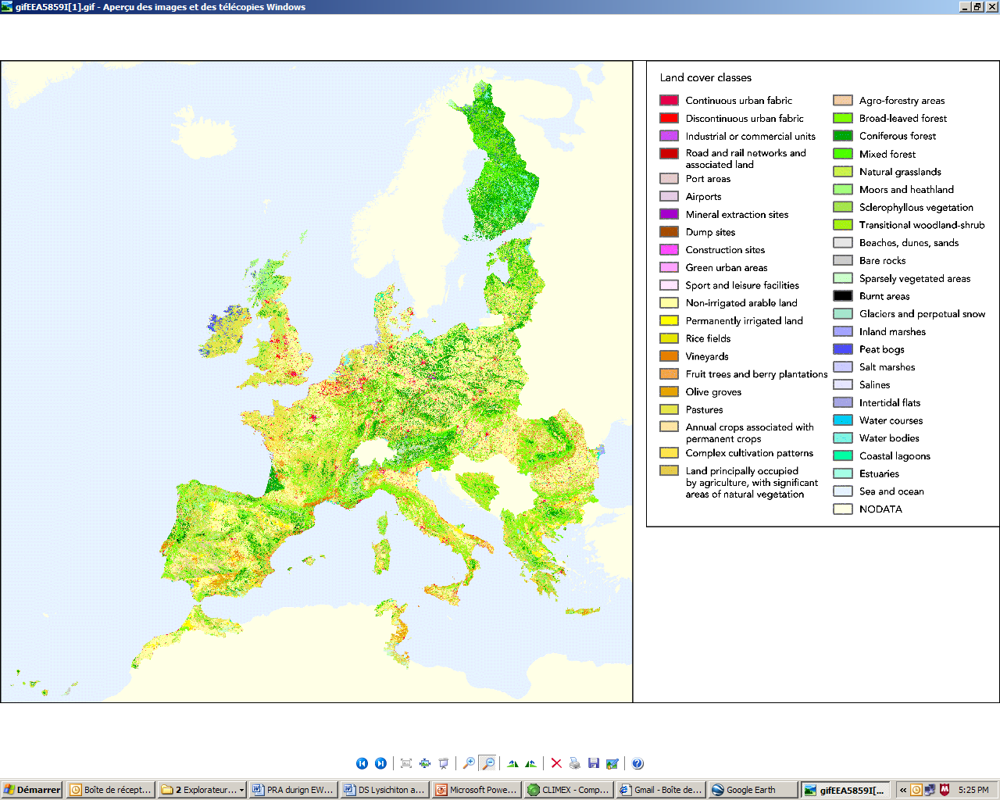 gifEEA5859I[1].gif - Aperçu des images et des télécopies Windows
Land cover classes
Continuous urban fabric
Discontinuous urban fabric
Industrial or commercial units
Road and rail networks and
associated land
Port areas
Airports
Mineral extraction sites
Dump sites
Construction sites
Green urban areas
Sport and leisure facilities
Non-irrigated arable land
Permanently irrigated land
Rice fields
Vineyards
Fruit trees and berry plantations
Olive groves
Pastures
Annual crops associated with
permanent crops
Complex cultivation patterns
Land principally occupied
by agriculture, with significant
areas of natural vegetation
Agro-forestry areas
Broad-leaved forest
Coniferous forest
Mixed forest
Natural grasslands
Moors and heathland
Sclerophyllous vegetation
Transitional woodland-shrub
Beaches, dunes, sands
Bare rocks
Sparsely vegetated areas
Burnt areas
Glaciers and perpetual snow
Inland marshes
Peat bogs
Salt marshes
Salines
Intertidal flats
Water courses
Water bodies
Coastal lagoons
Estuaries
Sea and ocean
NODATA
Démarrer
Boîte de récept...
2 Explorateur...
PRA durign EW...
DS Lysichiton a...
Microsoft Powe...
CLIMEX - Comp...
Gmail - Boîte de...
Google Earth
gifEEA5859I[...
5:25 PM